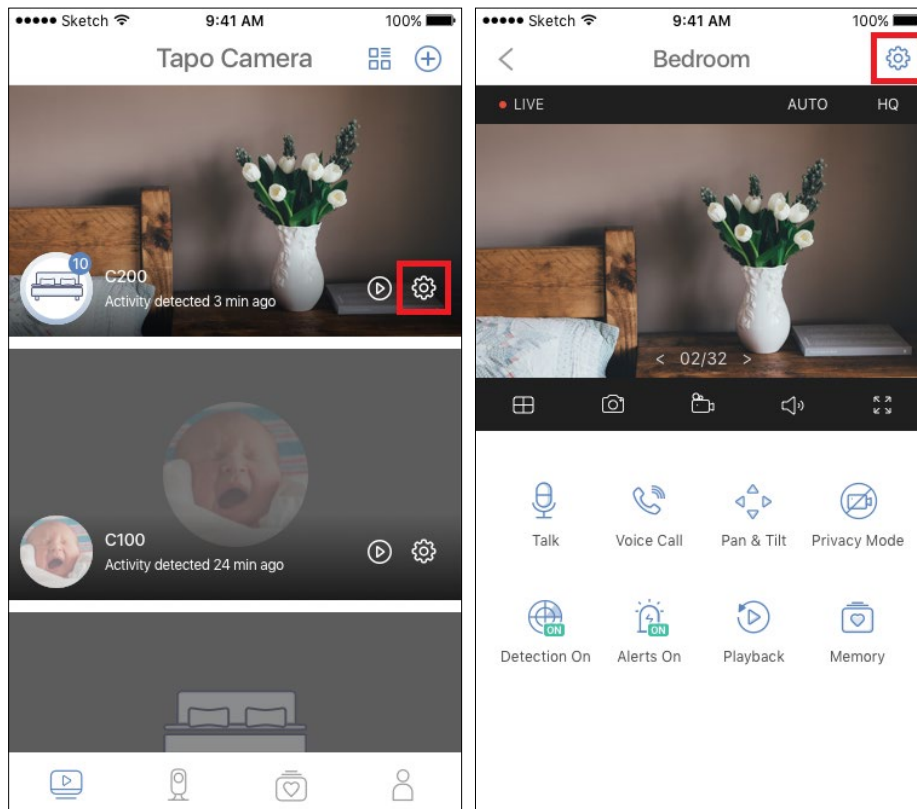 Sketch 9:41 AM 100%
Tapo Camera
10
C200
Activity detected 3 min ago
C100
Activity detected 24 min ago
Sketch 9:41 AM 100%
Bedroom
LIVE AUTO HQ
< 02/32 >
Talk Voice Call Pan & Tilt Privacy Mode
ON ON
Detection On Alerts On Playback Memory